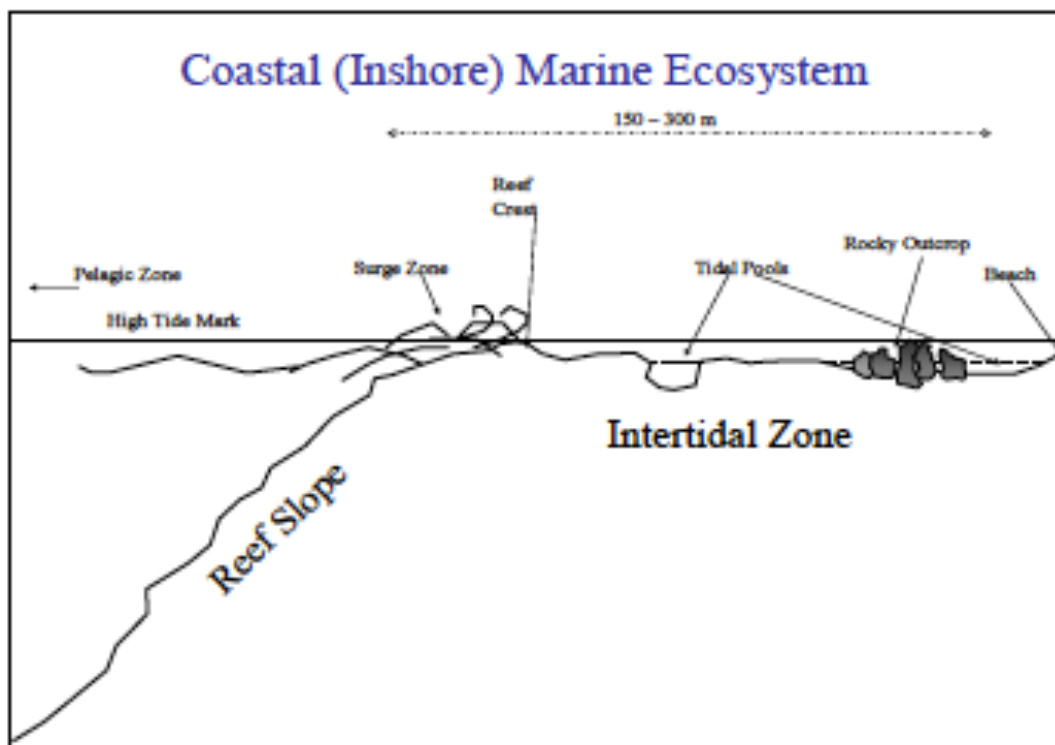 Coastal (Inshore) Marine Ecosystem
150 – 300 m
Reef
Crest
Rocky Outcrop
Pelagic Zone
Surge Zone
Tidal Pools
Beach
High Tide Mark
Intertidal Zone
Reef Slope